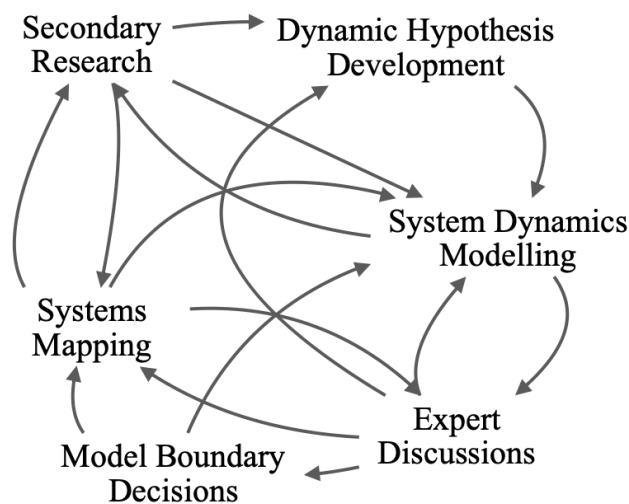 Secondary
Research
Dynamic Hypothesis
Development
System Dynamics
Modelling
Systems
Mapping
Expert
Discussions
Model Boundary
Decisions